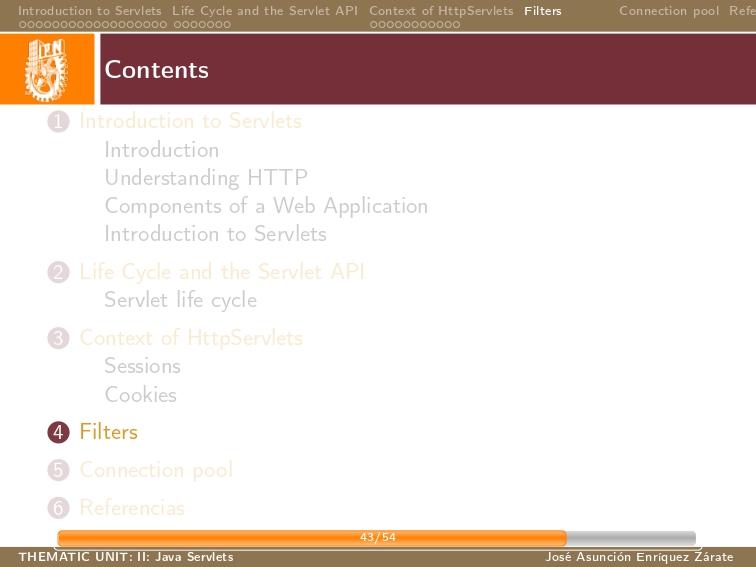 Introduction to Servlets Life Cycle and the Servlet API Context of HttpServlets Filters Connection pool Refe
IPN
Contents
1 Introduction to Servlets
Introduction
Understanding HTTP
Components of a Web Application
Introduction to Servlets
2 Life Cycle and the Servlet API
Servlet life cycle
3 Context of HttpServlets
Sessions
Cookies
4 Filters
5 Connection pool
6 Referencias
43/54
THEMATIC UNIT: II: Java Servlets José Asunción Enríquez Zárate